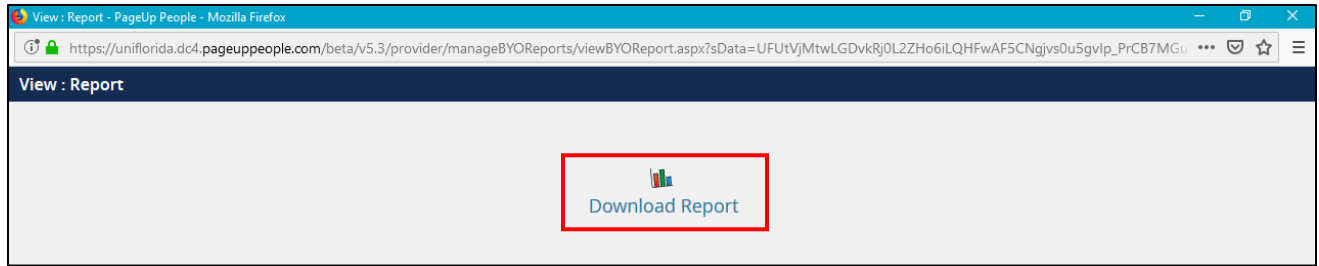 View : Report - PageUp People - Mozilla Firefox
https://uniflorida.dc4.pageuppeople.com/beta/v5.3/provider/manageBYOReports/viewBYOReport.aspx?sData=UFUtVjMtwLGDvkRj0L2ZHo6iLQHFwAF5CNgjvs0u5gvIp_PrCB7MGu
View : Report
Download Report